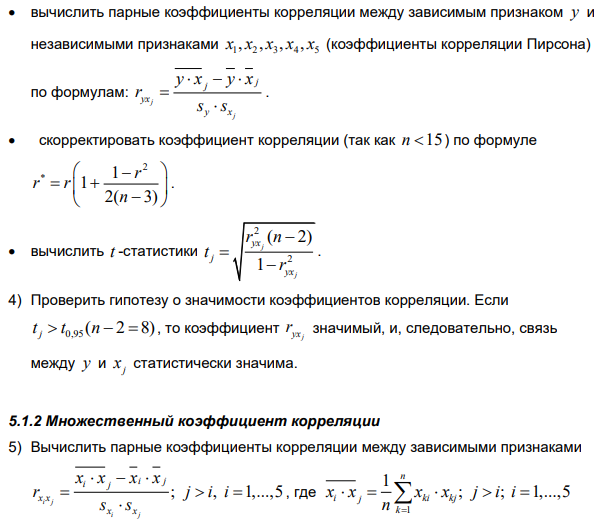 • вычислить парные коэффициенты корреляции между зависимым признаком $y$ и
независимыми признаками $x_1, x_2, x_3, x_4, x_5$ (коэффициенты корреляции Пирсона)
по формулам: $r_{yx_j} = \frac{\overline{y \cdot x_j} - \overline{y} \cdot \overline{x}_j}{s_y \cdot s_{x_j}}$.
• скорректировать коэффициент корреляции (так как $n < 15$) по формуле
$r^* = r\left(1 + \frac{1 - r^2}{2(n-3)}\right)$.
• вычислить $t$-статистики $t_j = \sqrt{\frac{r_{yx_j}^2 (n-2)}{1 - r_{yx_j}^2}}$.
4) Проверить гипотезу о значимости коэффициентов корреляции. Если
$t_j > t_{0,95}(n-2=8)$, то коэффициент $r_{yx_j}$ значимый, и, следовательно, связь
между $y$ и $x_j$ статистически значима.
5.1.2 Множественный коэффициент корреляции
5) Вычислить парные коэффициенты корреляции между зависимыми признаками
$r_{x_i x_j} = \frac{\overline{x_i \cdot x_j} - \overline{x}_i \cdot \overline{x}_j}{s_{x_i} \cdot s_{x_j}}; \; j > i, \; i = 1,...,5$, где $\overline{x_i \cdot x_j} = \frac{1}{n} \sum_{k=1}^{n} x_{ki} \cdot x_{kj}; \; j > i; \; i = 1,...,5$